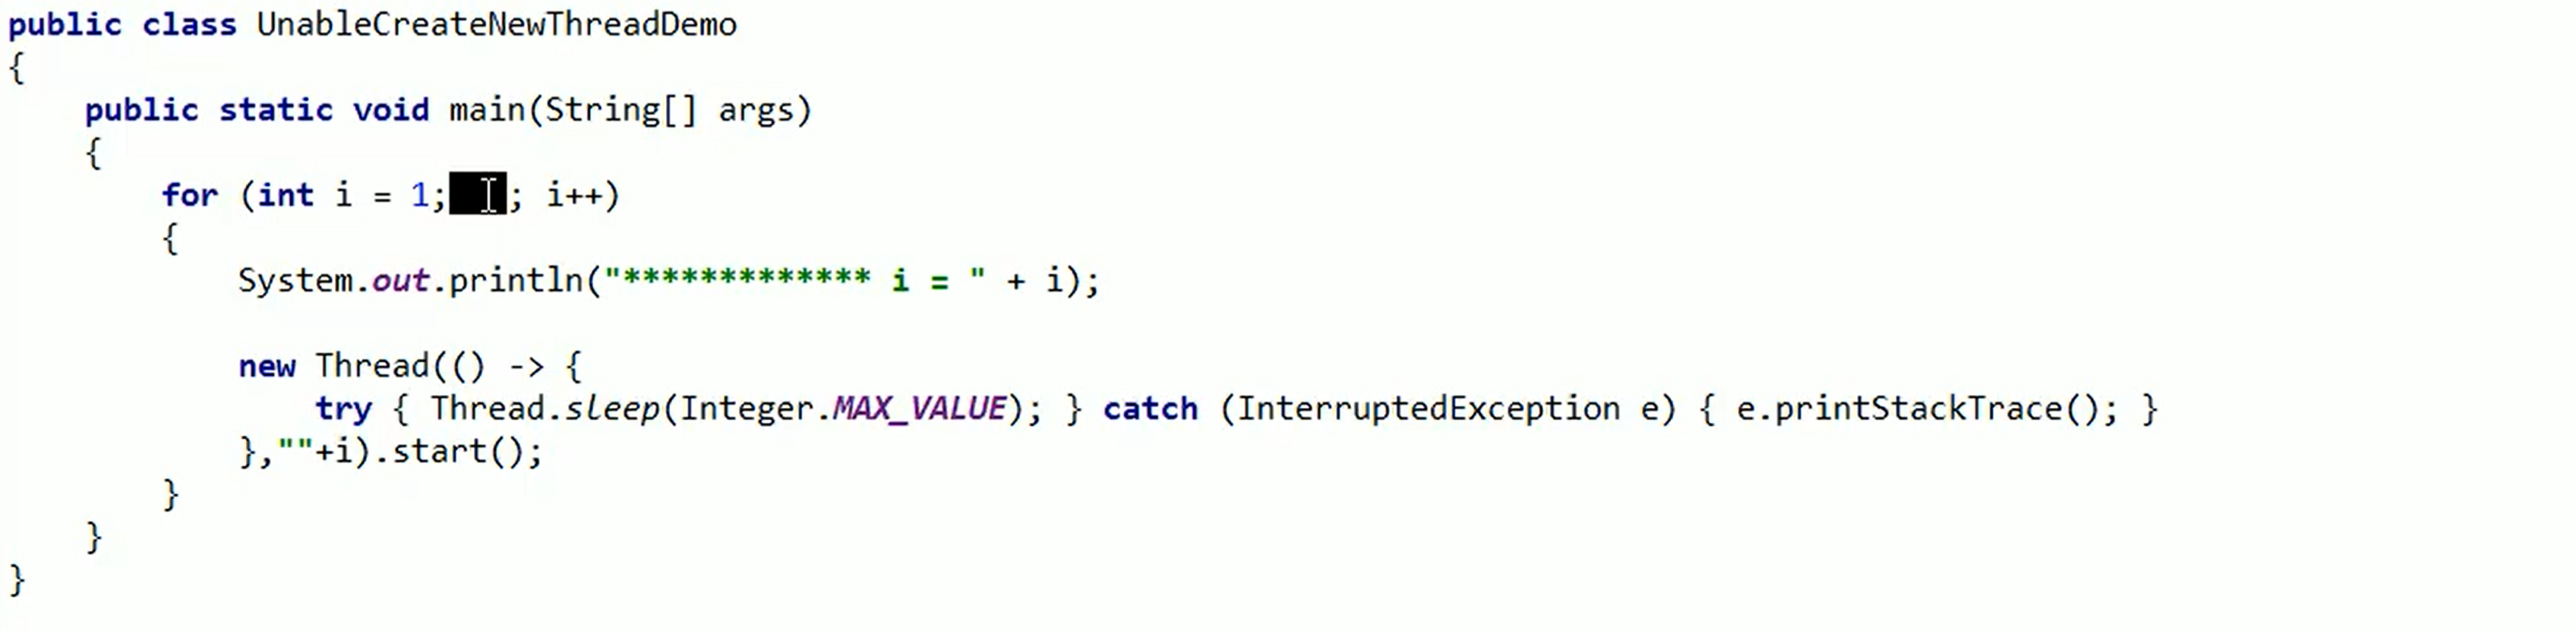 public class UnableCreateNewThreadDemo
{
    public static void main(String[] args)
    {
        for (int i = 1;   ; i++)
        {
            System.out.println("************* i = " + i);

            new Thread(() -> {
                try { Thread.sleep(Integer.MAX_VALUE); } catch (InterruptedException e) { e.printStackTrace(); }
            },""+i).start();
        }
    }
}